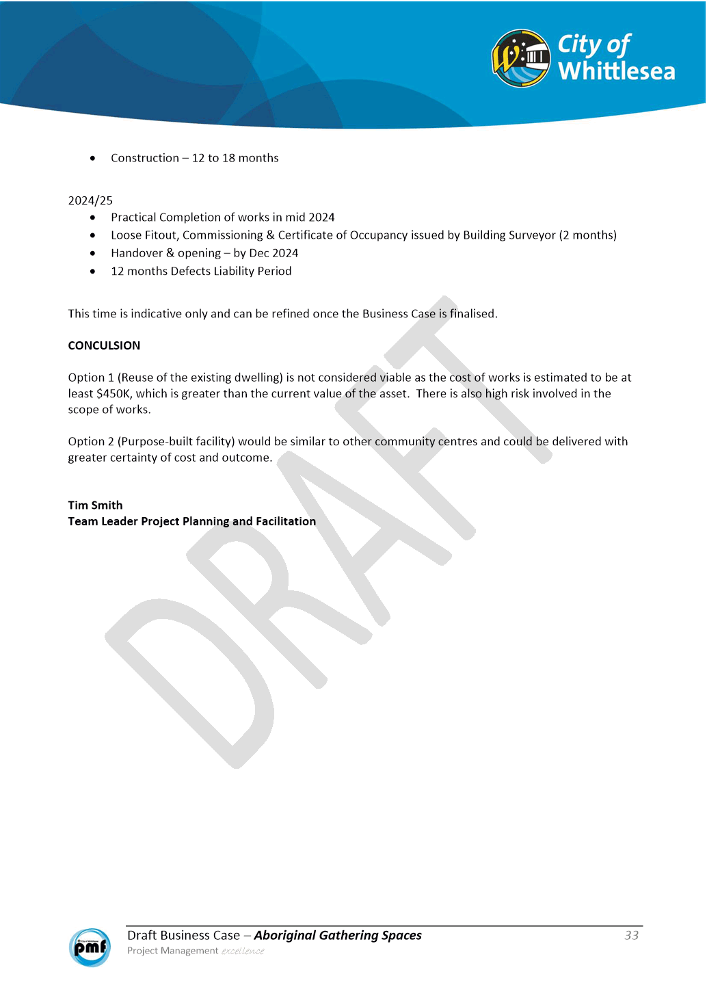 City of
Whittlesea
• Construction – 12 to 18 months
2024/25
• Practical Completion of works in mid 2024
• Loose Fitout, Commissioning & Certificate of Occupancy issued by Building Surveyor (2 months)
• Handover & opening – by Dec 2024
• 12 months Defects Liability Period
This time is indicative only and can be refined once the Business Case is finalised.
CONCULSION
Option 1 (Reuse of the existing dwelling) is not considered viable as the cost of works is estimated to be at
least $450K, which is greater than the current value of the asset.  There is also high risk involved in the
scope of works.
Option 2 (Purpose-built facility) would be similar to other community centres and could be delivered with
greater certainty of cost and outcome.
Tim Smith
Team Leader Project Planning and Facilitation
DRAFT
City of Whittlesea
pmf
Draft Business Case – Aboriginal Gathering Spaces 33
Project Management excellence